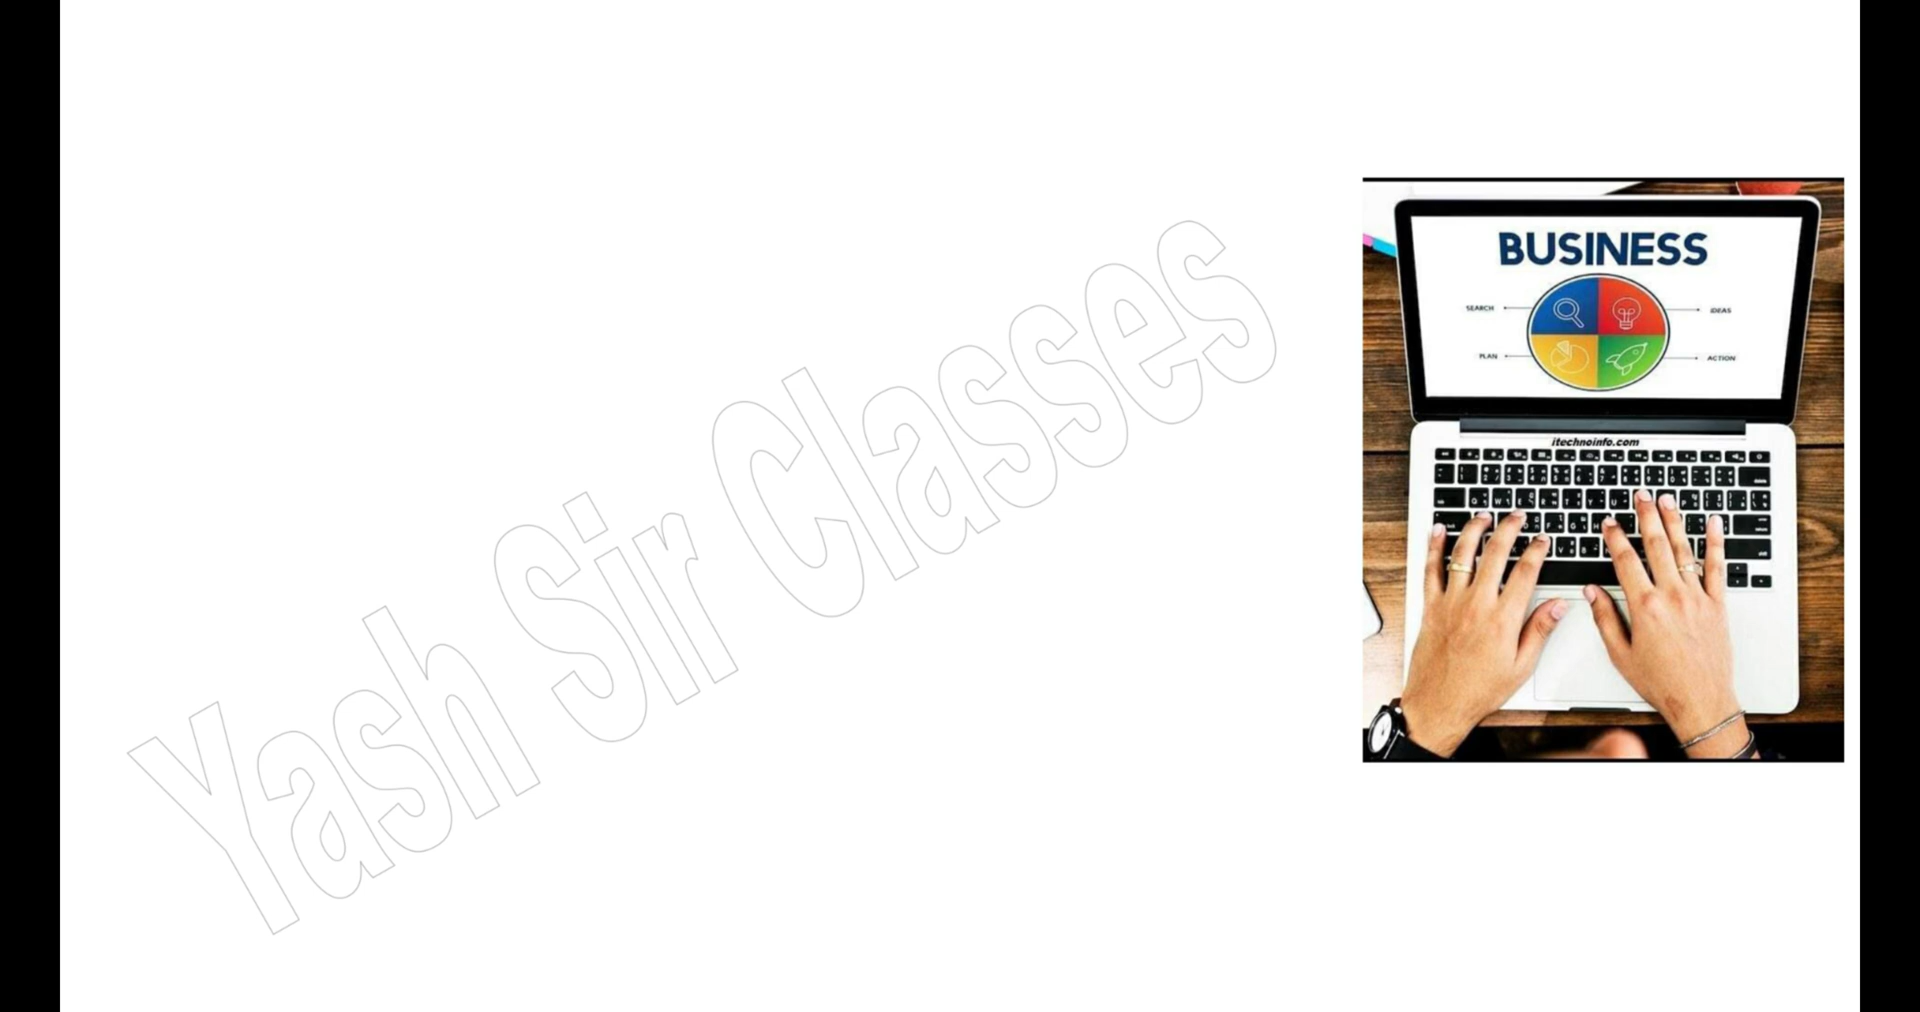 Yash Sir Classes
BUSINESS
SEARCH
IDEAS
PLAN
ACTION
itechnoinfo.com